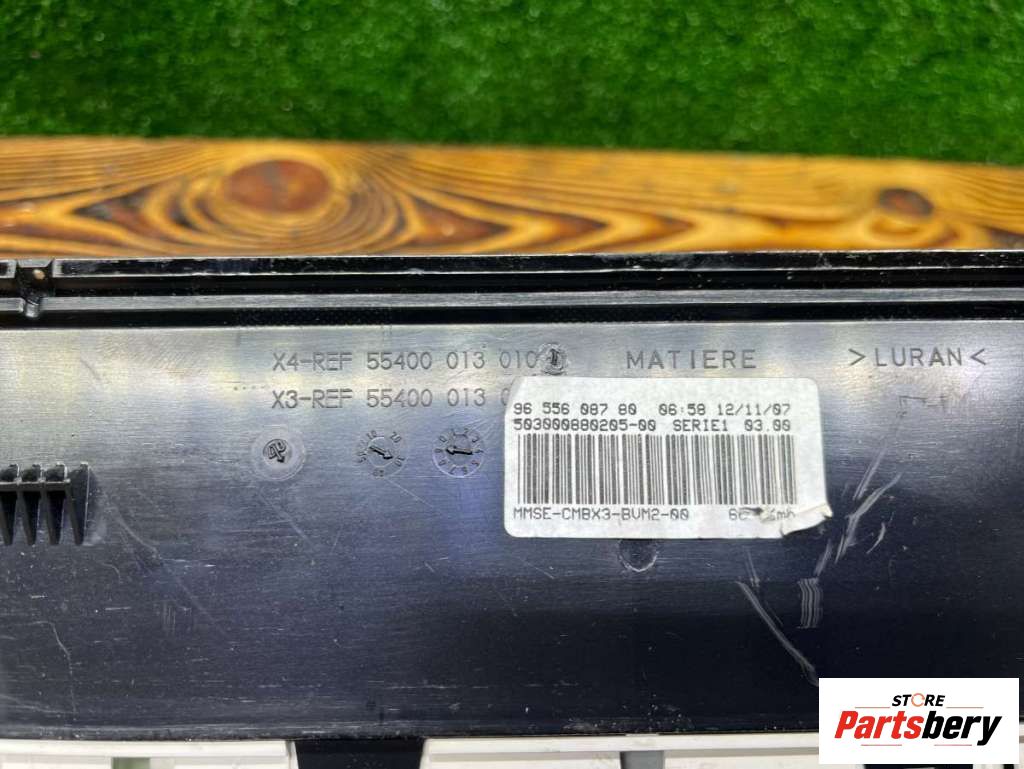 X4-REF 55400 013 010 MATIERE >LURAN<
X3-REF 55400 013
96 556 087 80 06:58 12/11/07
503000880205-00 SERIE1 03.00
MMSE-CMBX3-BVM2-00
STORE
Partsbery